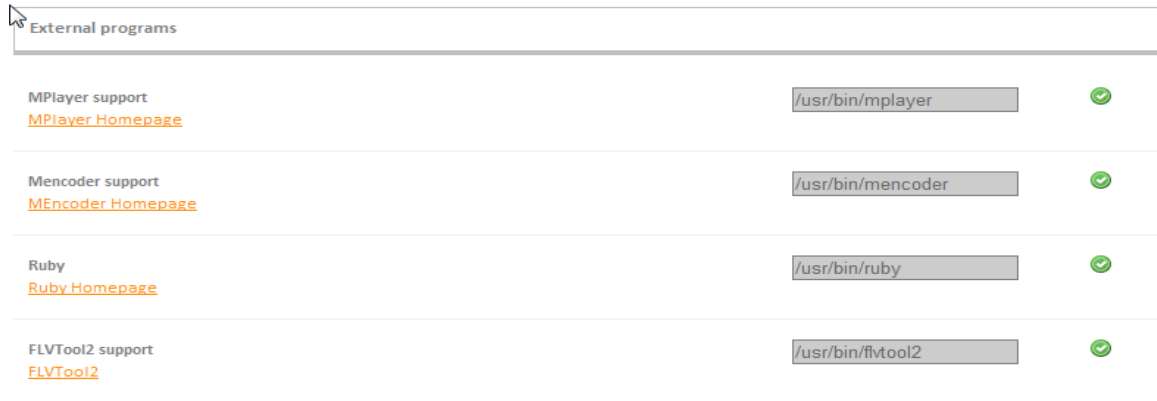 External programs
MPlayer support
/usr/bin/mplayer
MPlayer Homepage
Mencoder support
/usr/bin/mencoder
MEncoder Homepage
Ruby
/usr/bin/ruby
Ruby Homepage
FLVTool2 support
/usr/bin/flvtool2
FLVTool2